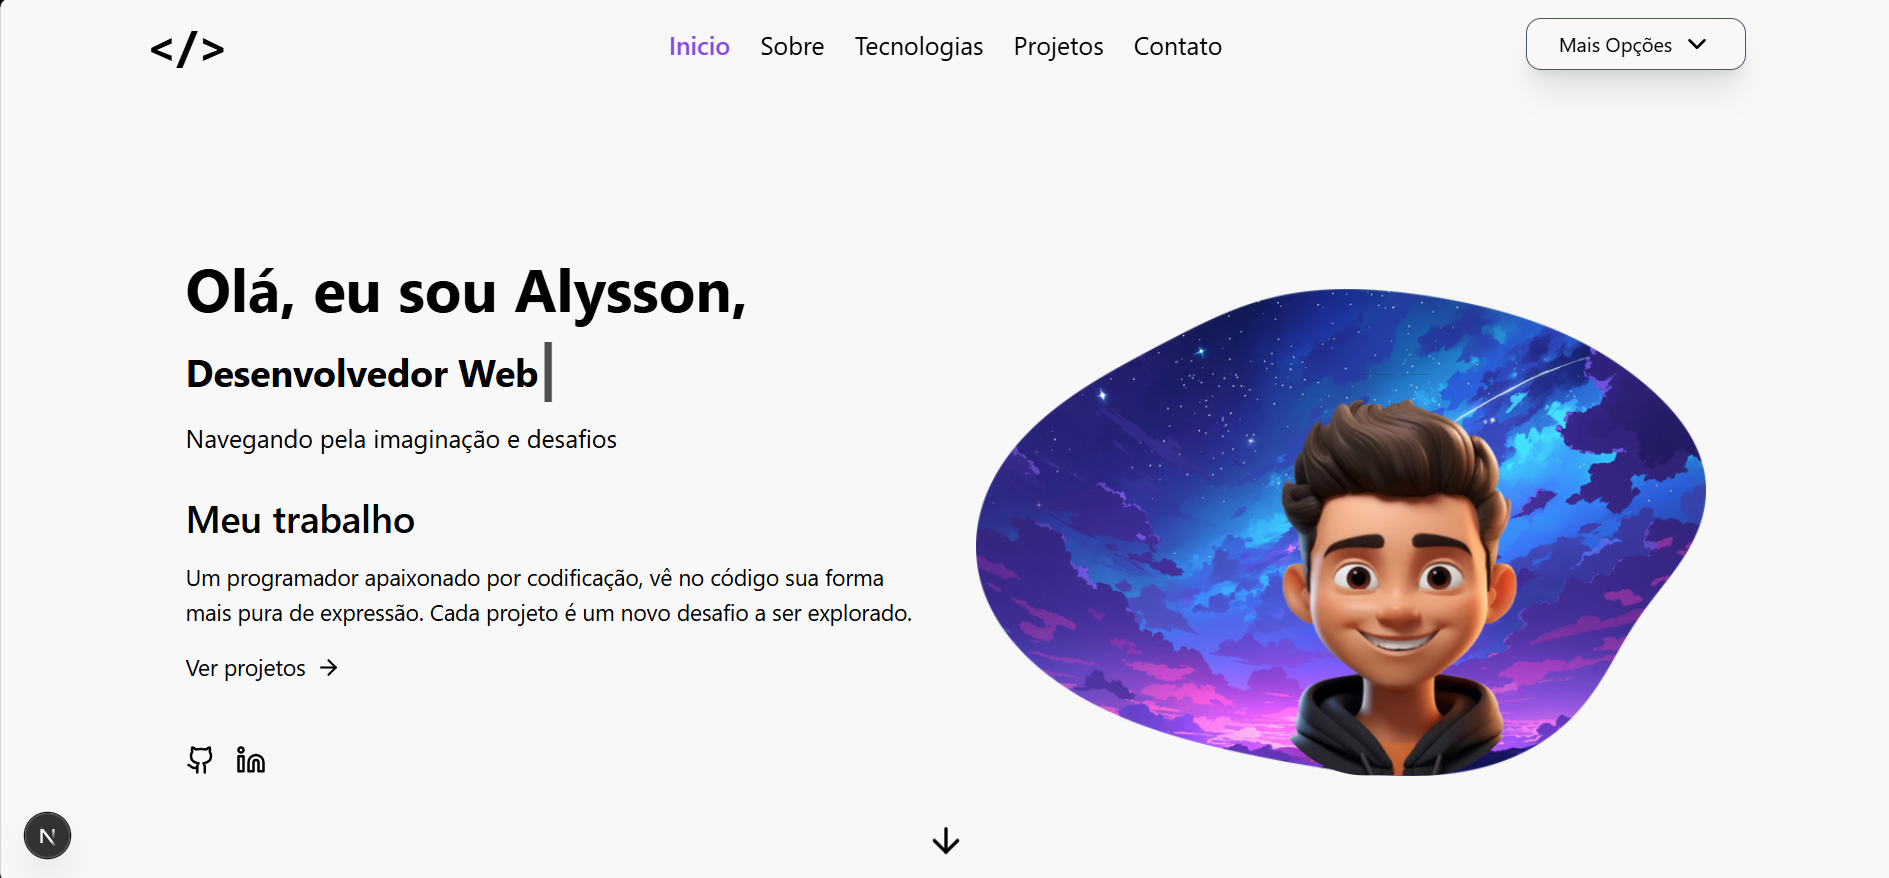 </>
Inicio Sobre Tecnologias Projetos Contato
Mais Opções
Olá, eu sou Alysson,
Desenvolvedor Web
Navegando pela imaginação e desafios
Meu trabalho
Um programador apaixonado por codificação, vê no código sua forma
mais pura de expressão. Cada projeto é um novo desafio a ser explorado.
Ver projetos
in
N